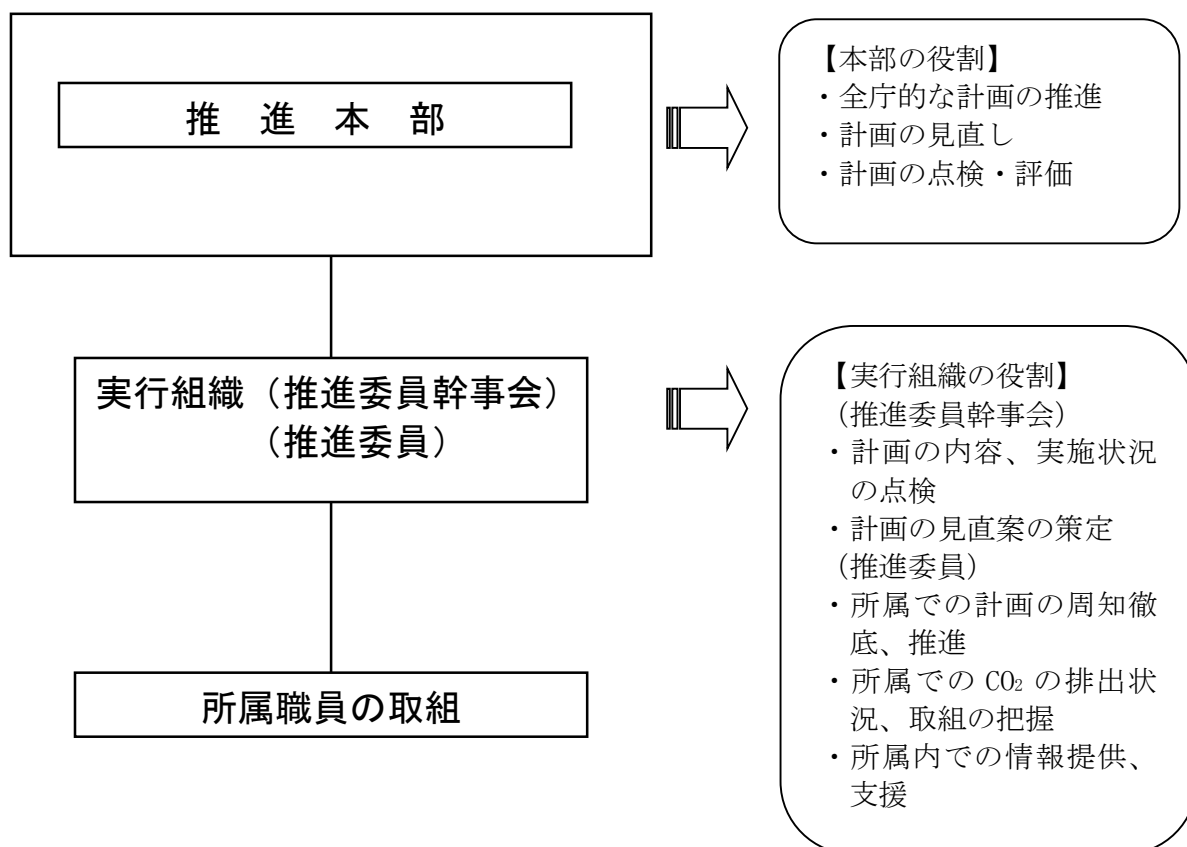 推 進 本 部
【本部の役割】
・全庁的な計画の推進
・計画の見直し
・計画の点検・評価
実行組織（推進委員幹事会）
（推進委員）
【実行組織の役割】
（推進委員幹事会）
・計画の内容、実施状況
の点検
・計画の見直案の策定
（推進委員）
・所属での計画の周知徹
底、推進
・所属での CO₂ の排出状
況、取組の把握
・所属内での情報提供、
支援
所属職員の取組